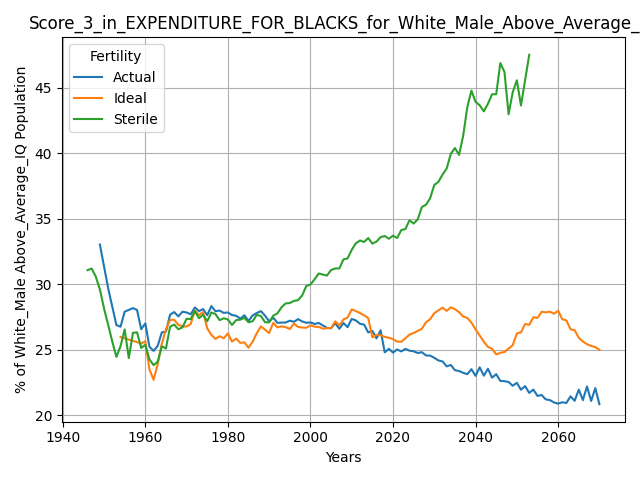 Score_3_in_EXPENDITURE_FOR_BLACKS_for_White_Male_Above_Average_
Fertility
Actual
Ideal
Sterile
% of White_Male Above_Average_IQ Population
45
40
35
30
25
20
1940
1960
1980
2000
2020
2040
2060
Years